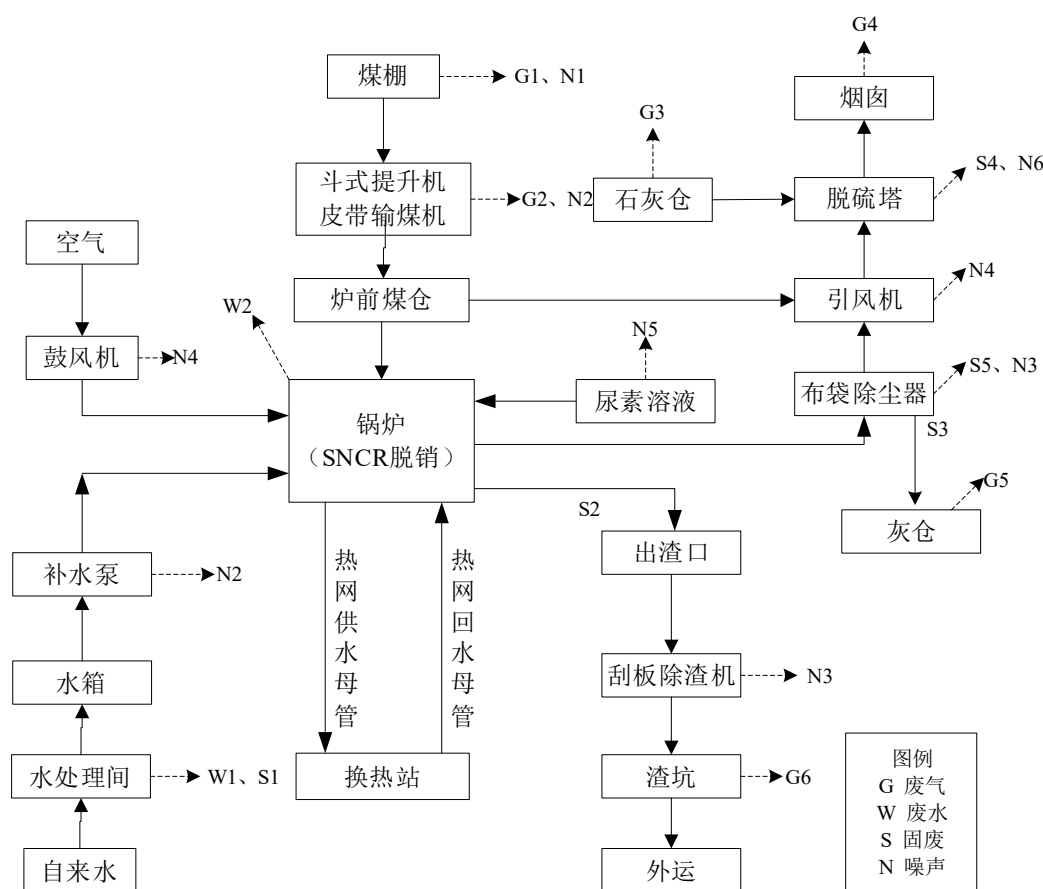 G4
煤棚
G1、N1
烟囱
G3
斗式提升机
皮带输煤机
G2、N2
石灰仓
脱硫塔
S4、N6
空气
炉前煤仓
引风机
N4
W2
N5
鼓风机
N4
尿素溶液
布袋除尘器
S5、N3
S3
锅炉
（SNCR脱销）
G5
灰仓
S2
出渣口
补水泵
N2
热网供水母管
热网回水母管
水箱
刮板除渣机
N3
水处理间
W1、S1
换热站
渣坑
G6
自来水
外运
图例
G 废气
W 废水
S 固废
N 噪声